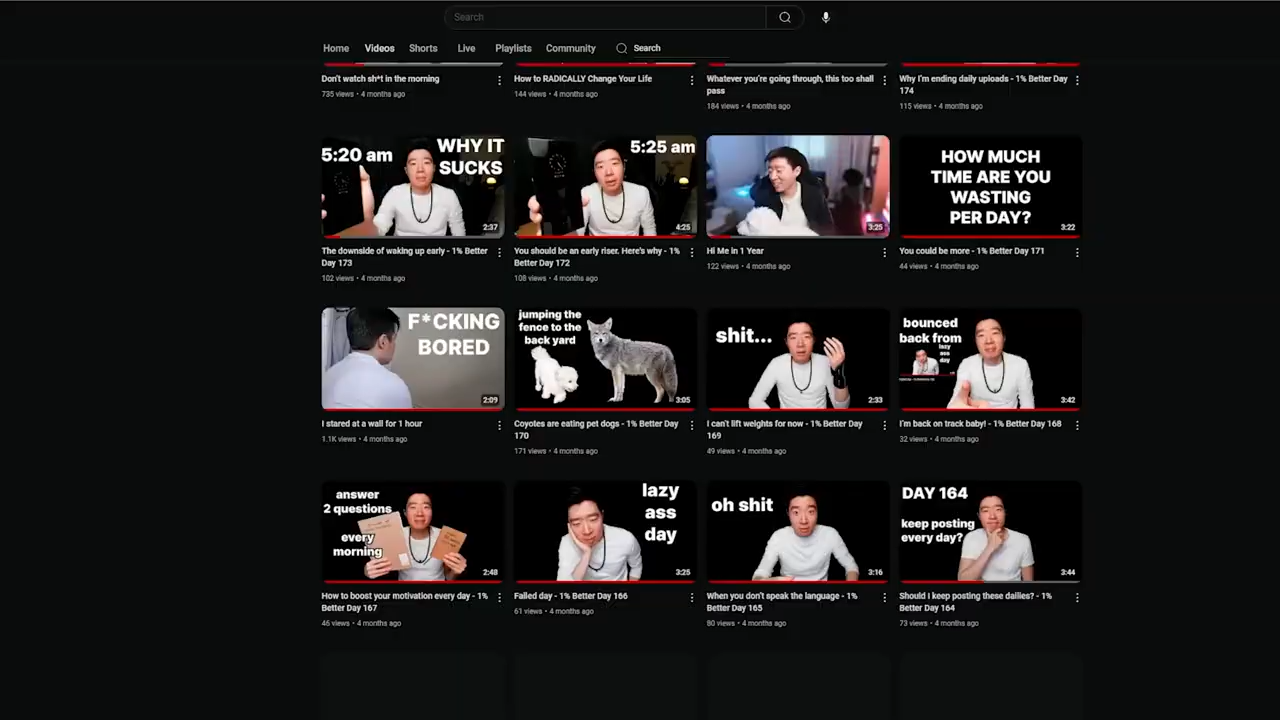 Search
Home
Videos
Shorts
Live
Playlists
Community
Search
Don't watch sh*t in the morning
735 views • 4 months ago
How to RADICALLY Change Your Life
144 views • 4 months ago
Whatever you're going through, this too shall
pass
184 views • 4 months ago
Why I'm ending daily uploads - 1% Better Day
174
115 views • 4 months ago
5:20 am
WHY IT
SUCKS
2:37
The downside of waking up early - 1% Better
Day 173
102 views • 4 months ago
5:25 am
4:25
You should be an early riser. Here's why - 1%
Better Day 172
108 views • 4 months ago
3:25
Hi Me in 1 Year
122 views • 4 months ago
HOW MUCH
TIME ARE YOU
WASTING
PER DAY?
3:22
You could be more - 1% Better Day 171
44 views • 4 months ago
F*CKING
BORED
2:09
I stared at a wall for 1 hour
1.1K views • 4 months ago
jumping the
fence to the
back yard
3:05
Coyotes are eating pet dogs - 1% Better Day
170
171 views • 4 months ago
shit...
2:33
I can't lift weights for now - 1% Better Day
169
49 views • 4 months ago
bounced
back from
lazy
ass
day
3:42
I'm back on track baby! - 1% Better Day 168
32 views • 4 months ago
answer
2 questions
every
morning
2:48
How to boost your motivation every day - 1%
Better Day 167
46 views • 4 months ago
lazy
ass
day
3:25
Failed day - 1% Better Day 166
61 views • 4 months ago
oh shit
3:16
When you don't speak the language - 1%
Better Day 165
80 views • 4 months ago
DAY 164
keep posting
every day?
3:44
Should I keep posting these dailies? - 1%
Better Day 164
73 views • 4 months ago